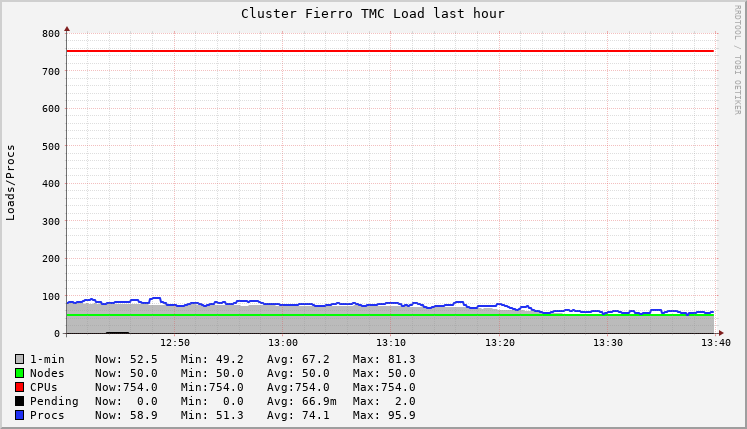 Cluster Fierro TMC Load last hour
RRDTOOL / TOBI OETIKER
Loads/Procs
800
700
600
500
400
300
200
100
0
12:50 13:00 13:10 13:20 13:30 13:40
1-min Now: 52.5 Min: 49.2 Avg: 67.2 Max: 81.3
Nodes Now: 50.0 Min: 50.0 Avg: 50.0 Max: 50.0
CPUs Now:754.0 Min:754.0 Avg:754.0 Max:754.0
Pending Now: 0.0 Min: 0.0 Avg: 66.9m Max: 2.0
Procs Now: 58.9 Min: 51.3 Avg: 74.1 Max: 95.9